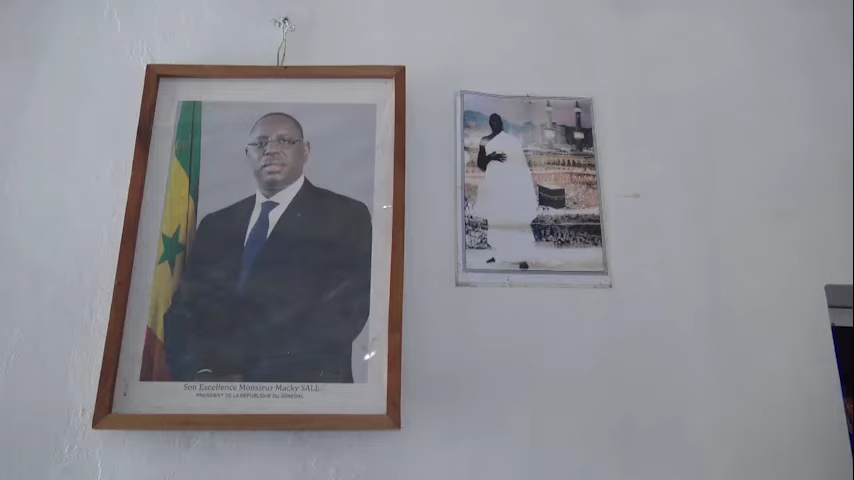 Son Excellence Monsieur Macky SALL
PRESIDENT DE LA REPUBLIQUE DU SENEGAL